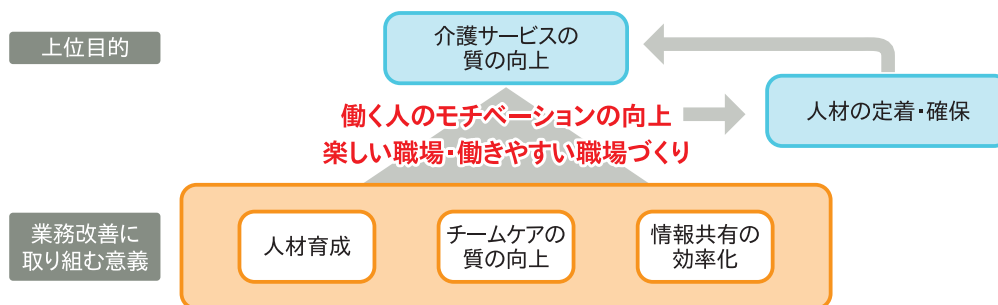 上位目的
介護サービスの
質の向上
働く人のモチベーションの向上
楽しい職場・働きやすい職場づくり
人材の定着・確保
業務改善に
取り組む意義
人材育成
チームケアの
質の向上
情報共有の
効率化